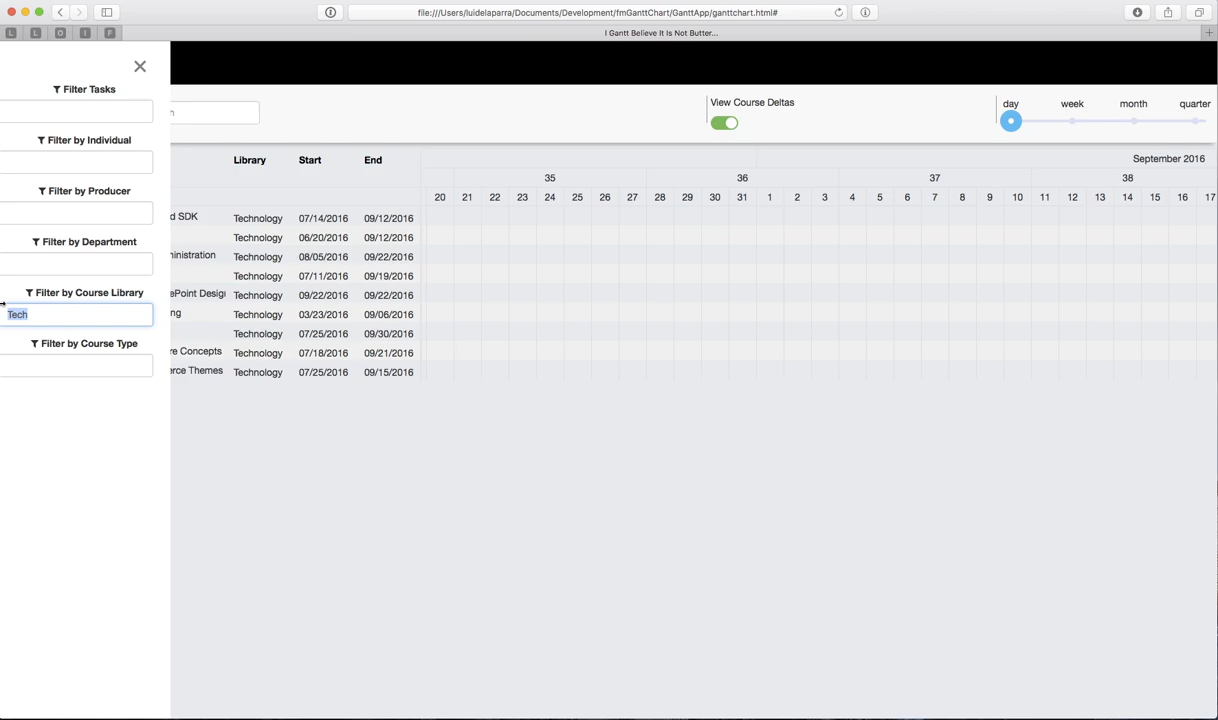 file:///Users/luidelaparra/Documents/Development/fmGanttChart/GanttApp/ganttchart.html#
L L O I F I Gantt Believe It Is Not Butter...
Filter Tasks
Filter by Individual
Filter by Producer
Filter by Department
Filter by Course Library
Tech
Filter by Course Type
View Course Deltas
day week month quarter
Library Start End
September 2016
35 36 37 38
20 21 22 23 24 25 26 27 28 29 30 31 1 2 3 4 5 6 7 8 9 10 11 12 13 14 15 16 17
d SDK Technology 07/14/2016 09/12/2016
Technology 06/20/2016 09/12/2016
ninistration Technology 08/05/2016 09/22/2016
Technology 07/11/2016 09/19/2016
ePoint Desig Technology 09/22/2016 09/22/2016
ng Technology 03/23/2016 09/06/2016
Technology 07/25/2016 09/30/2016
re Concepts Technology 07/18/2016 09/21/2016
erce Themes Technology 07/25/2016 09/15/2016